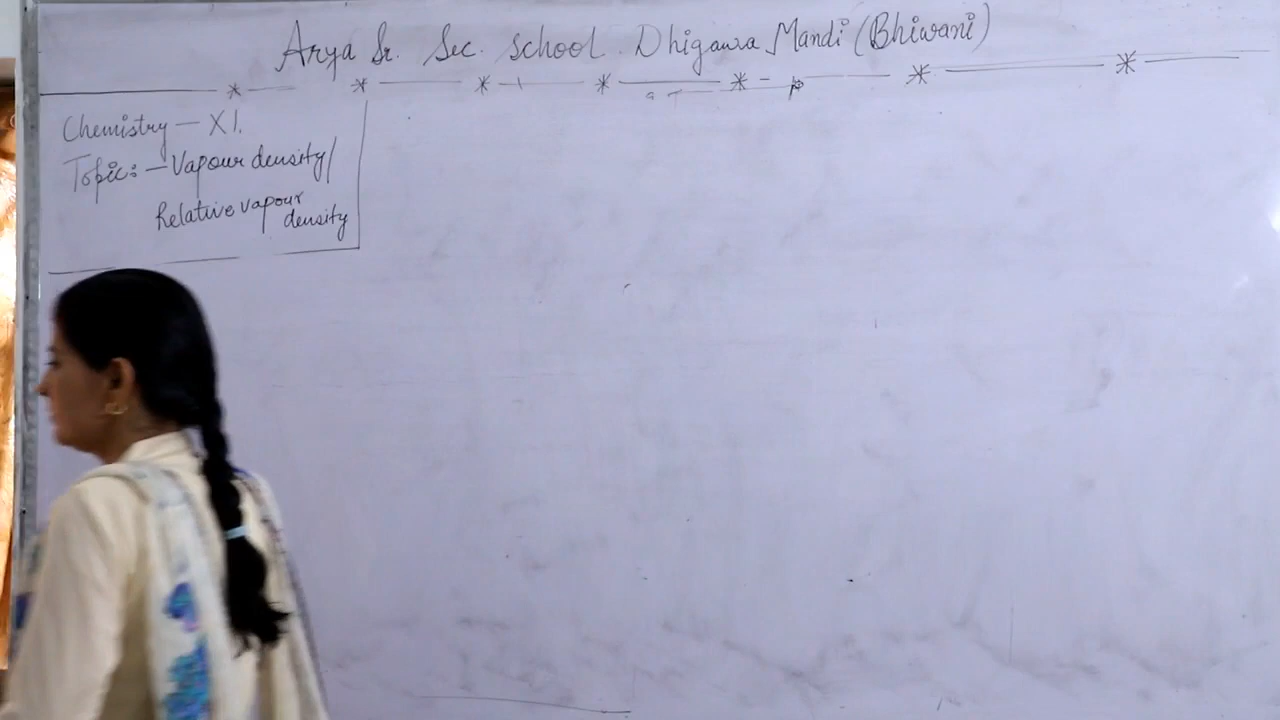 Arya Sr. Sec. School. Dhigawa Mandi (Bhiwani)
Chemistry — XI.
Topic: — Vapour density/
Relative vapour
density